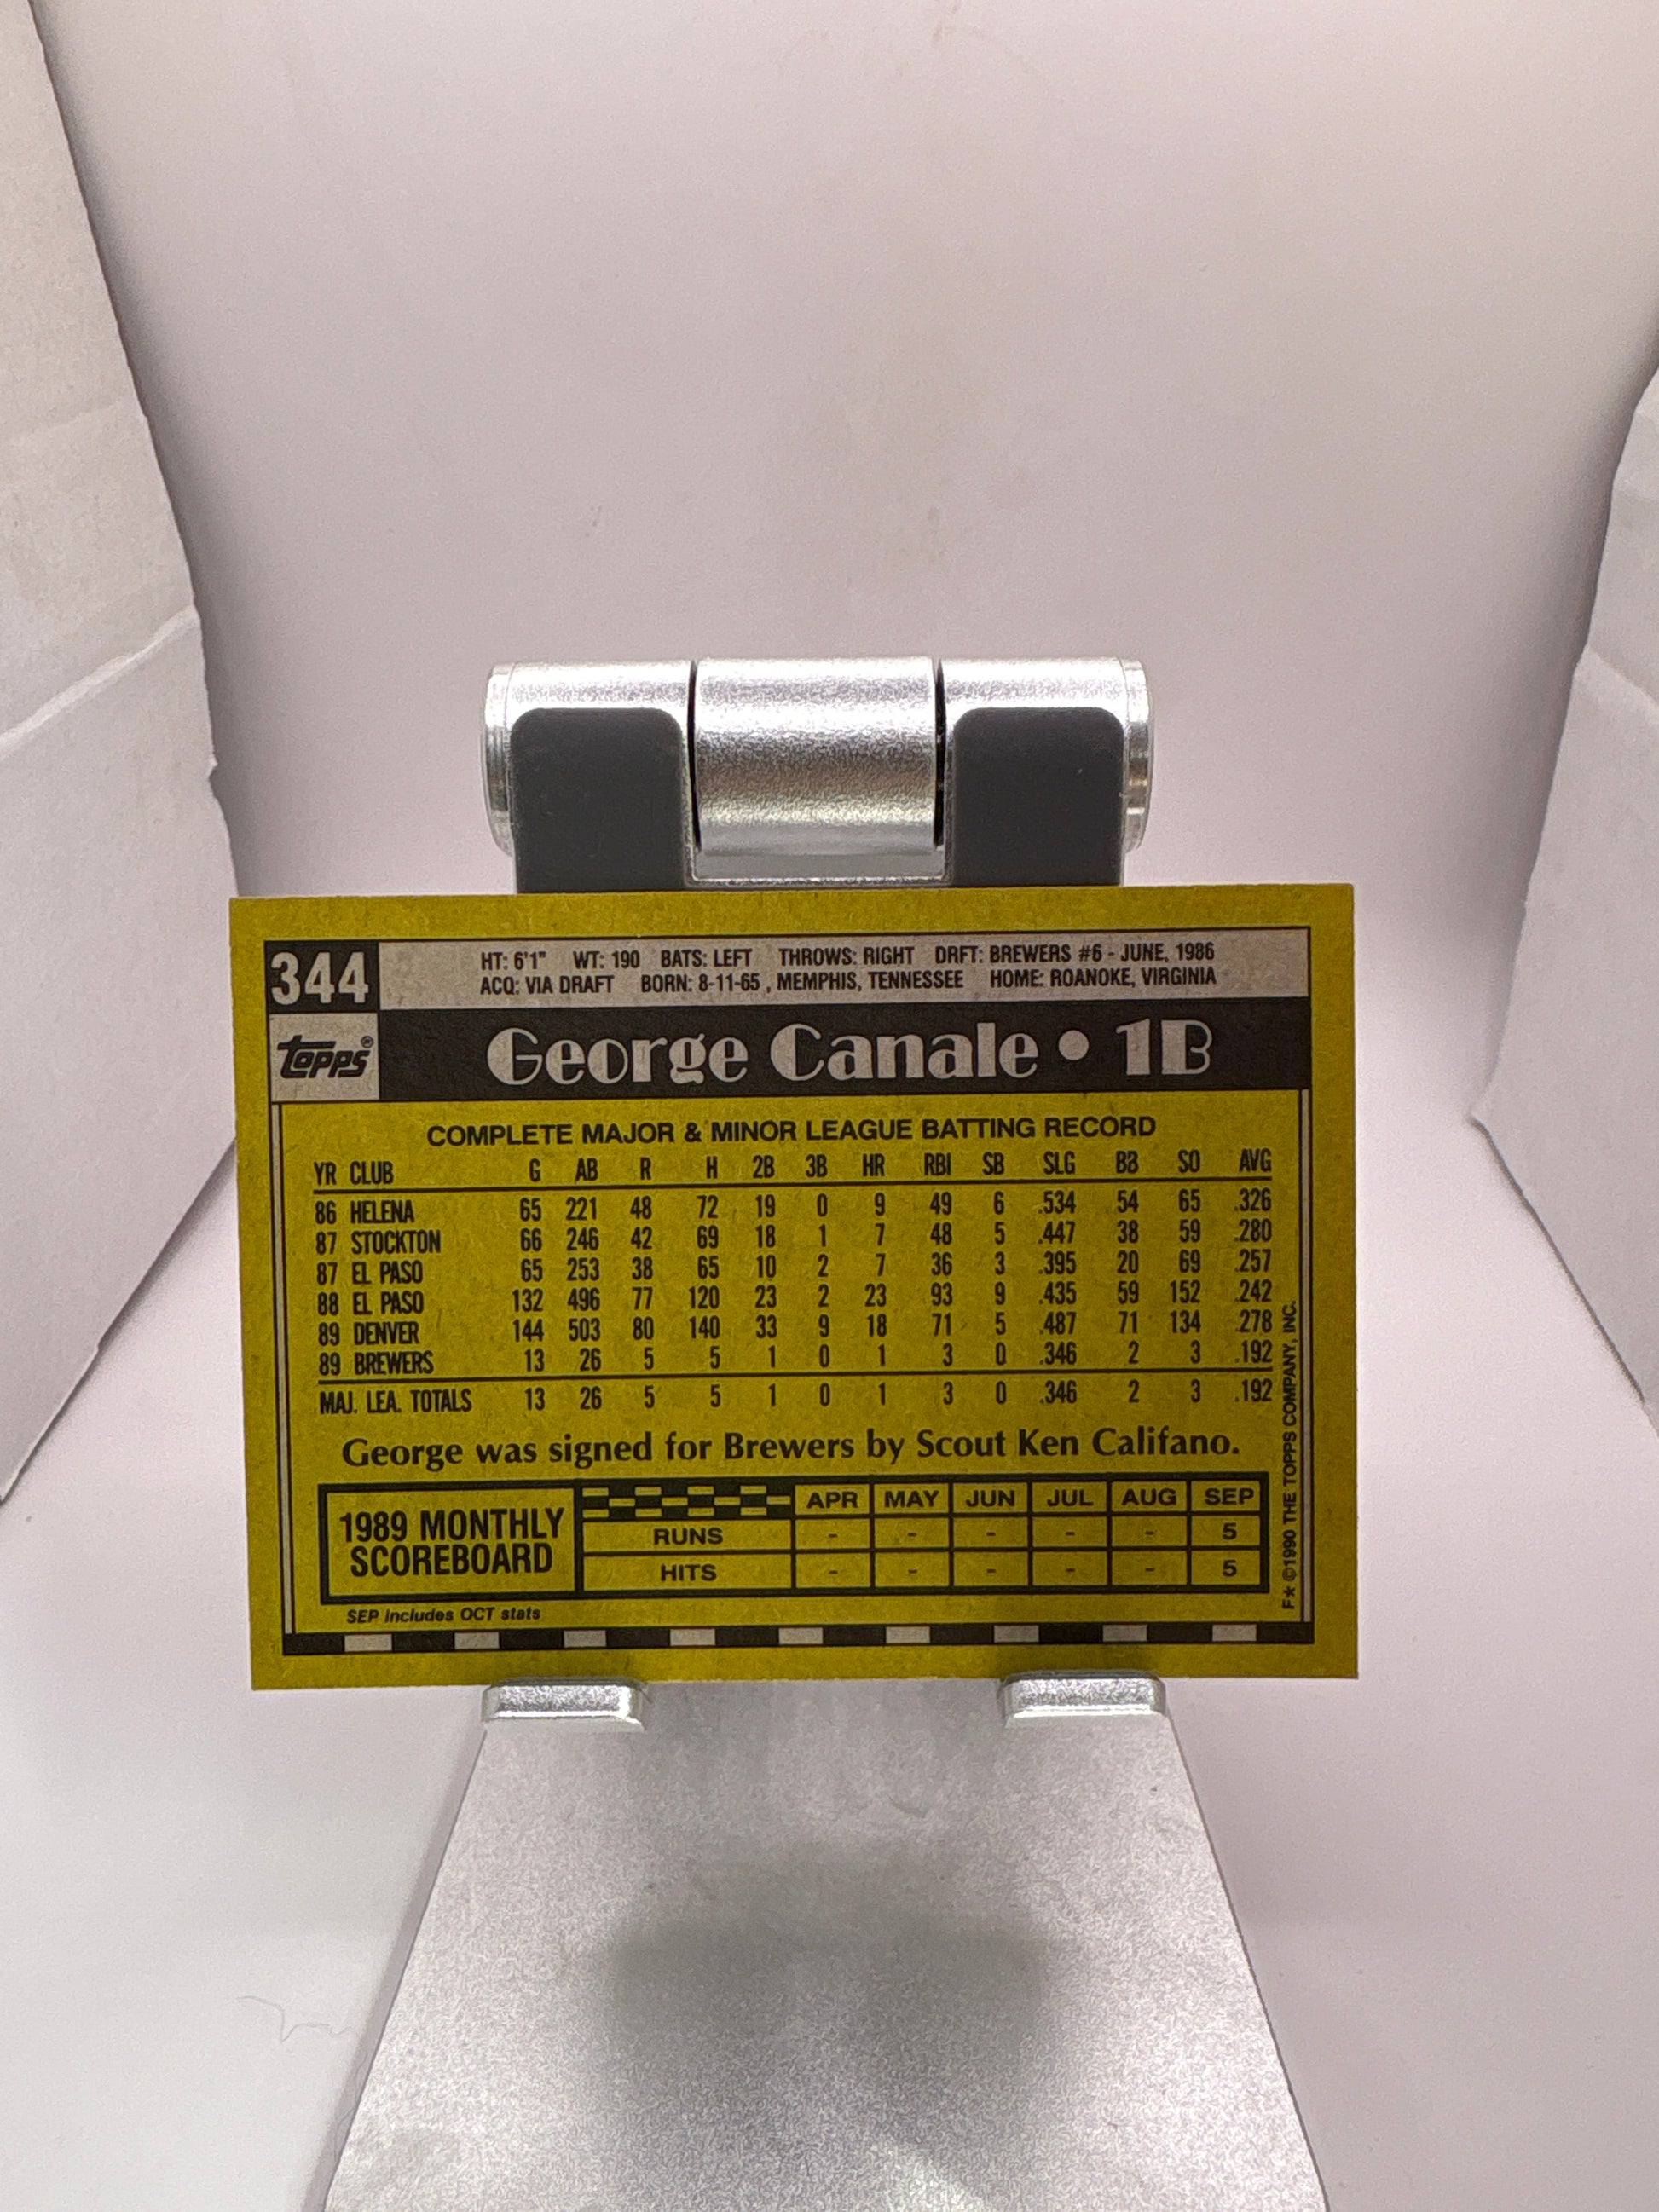 344
HT: 6'1" WT: 190 BATS: LEFT THROWS: RIGHT DRFT: BREWERS #6 - JUNE, 1986
ACQ: VIA DRAFT BORN: 8-11-65, MEMPHIS, TENNESSEE HOME: ROANOKE, VIRGINIA
Topps®
George Canale • 1B
COMPLETE MAJOR & MINOR LEAGUE BATTING RECORD
YR CLUB G AB R H 2B 3B HR RBI SB SLG BB SO AVG
86 HELENA 65 221 48 72 19 0 9 49 6 .534 54 65 .326
87 STOCKTON 66 246 42 69 18 1 7 48 5 .447 38 59 .280
87 EL PASO 65 253 38 65 10 2 7 36 3 .395 20 69 .257
88 EL PASO 132 496 77 120 23 2 23 93 9 .435 59 152 .242
89 DENVER 144 503 80 140 33 9 18 71 5 .487 71 134 .278
89 BREWERS 13 26 5 5 1 0 1 3 0 .346 2 3 .192
MAJ. LEA. TOTALS 13 26 5 5 1 0 1 3 0 .346 2 3 .192
George was signed for Brewers by Scout Ken Califano.
1989 MONTHLY
SCOREBOARD
APR MAY JUN JUL AUG SEP
RUNS - - - - - 5
HITS - - - - - 5
SEP includes OCT stats
F* ©1990 THE TOPPS COMPANY, INC.